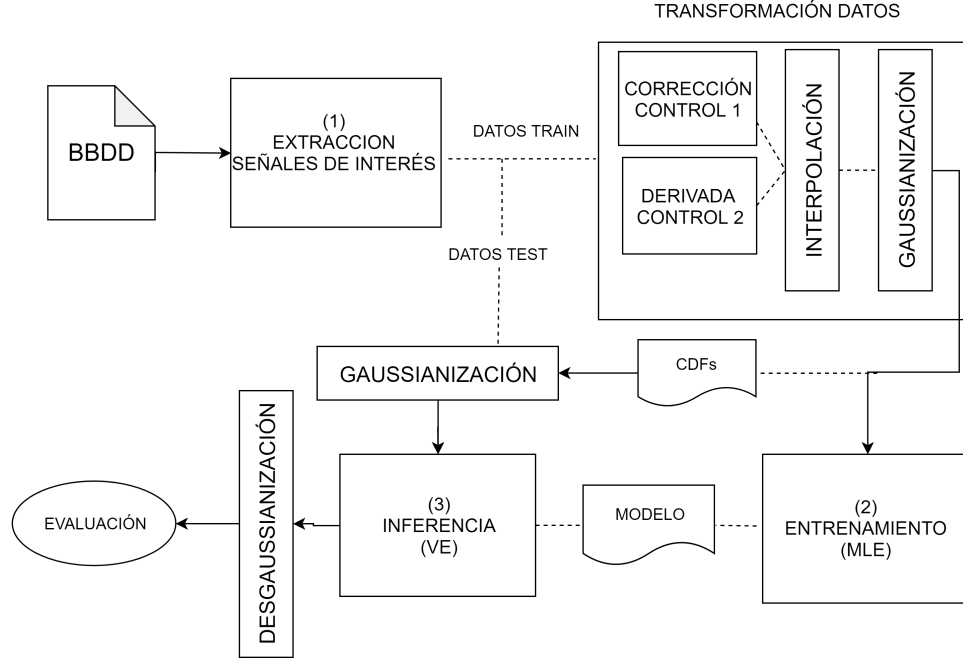 TRANSFORMACIÓN DATOS
BBDD
(1)
EXTRACCION
SEÑALES DE INTERÉS
DATOS TRAIN
CORRECCIÓN
CONTROL 1
DERIVADA
CONTROL 2
INTERPOLACIÓN
GAUSSIANIZACIÓN
DATOS TEST
GAUSSIANIZACIÓN
CDFs
EVALUACIÓN
DESGAUSSIANIZACIÓN
(3)
INFERENCIA
(VE)
MODELO
(2)
ENTRENAMIENTO
(MLE)